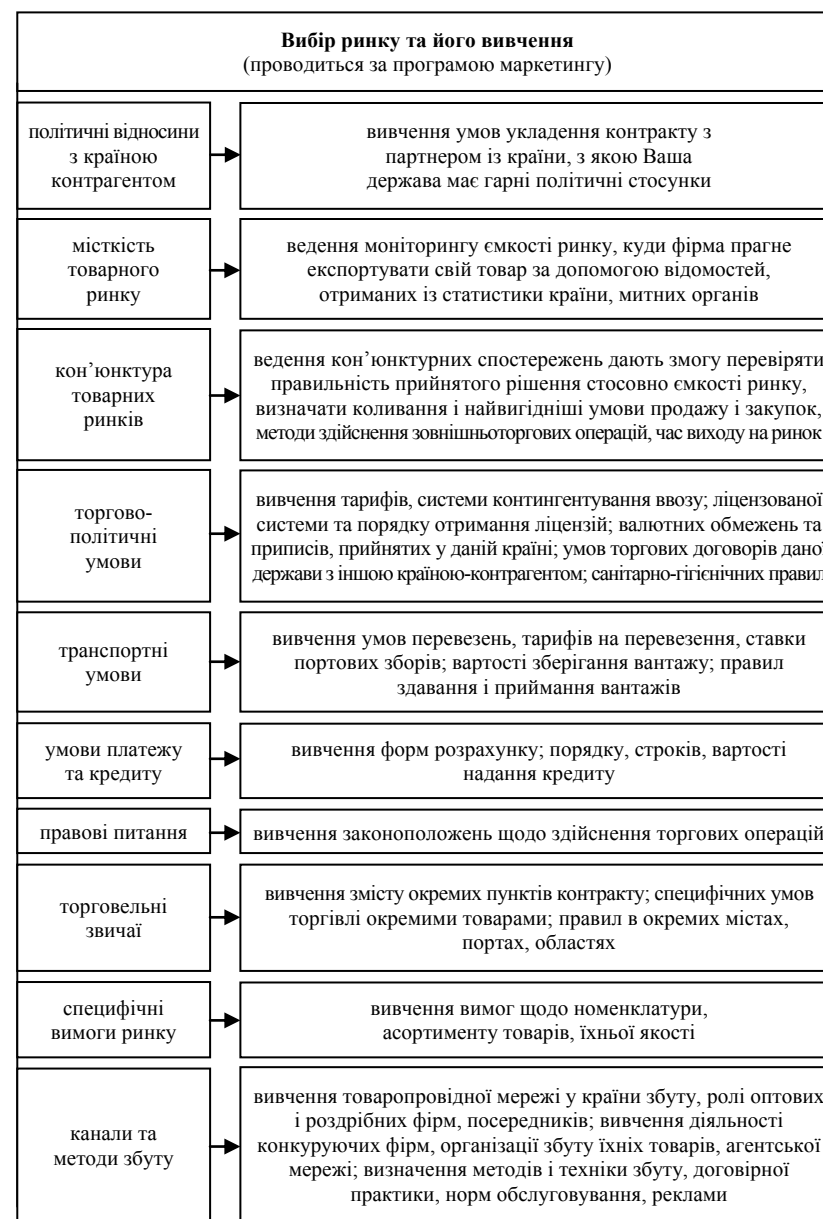 Вибір ринку та його вивчення
(проводиться за програмою маркетингу)
політичні відносини
з країною
контрагентом
вивчення умов укладення контракту з
партнером із країни, з якою Ваша
держава має гарні політичні стосунки
місткість
товарного
ринку
ведення моніторингу ємкості ринку, куди фірма прагне
експортувати свій товар за допомогою відомостей,
отриманих із статистики країни, митних органів
кон’юнктура
товарних
ринків
ведення кон’юнктурних спостережень дають змогу перевіряти
правильність прийнятого рішення стосовно ємкості ринку,
визначати коливання і найвигідніші умови продажу і закупок,
методи здійснення зовнішньоторгових операцій, час виходу на ринок
торгово-
політичні
умови
вивчення тарифів, системи контингентування ввозу; ліцензованої
системи та порядку отримання ліцензій; валютних обмежень та
приписів, прийнятих у даній країні; умов торгових договорів даної
держави з іншою країною-контрагентом; санітарно-гігієнічних правил
транспортні
умови
вивчення умов перевезень, тарифів на перевезення, ставки
портових зборів; вартості зберігання вантажу; правил
здавання і приймання вантажів
умови платежу
та кредиту
вивчення форм розрахунку; порядку, строків, вартості
надання кредиту
правові питання
вивчення законоположень щодо здійснення торгових операцій
торговельні
звичаї
вивчення змісту окремих пунктів контракту; специфічних умов
торгівлі окремими товарами; правил в окремих містах,
портах, областях
специфічні
вимоги ринку
вивчення вимог щодо номенклатури,
асортименту товарів, їхньої якості
канали та
методи збуту
вивчення товаропровідної мережі у країни збуту, ролі оптових
і роздрібних фірм, посередників; вивчення діяльності
конкуруючих фірм, організації збуту їхніх товарів, агентської
мережі; визначення методів і техніки збуту, договірної
практики, норм обслуговування, реклами